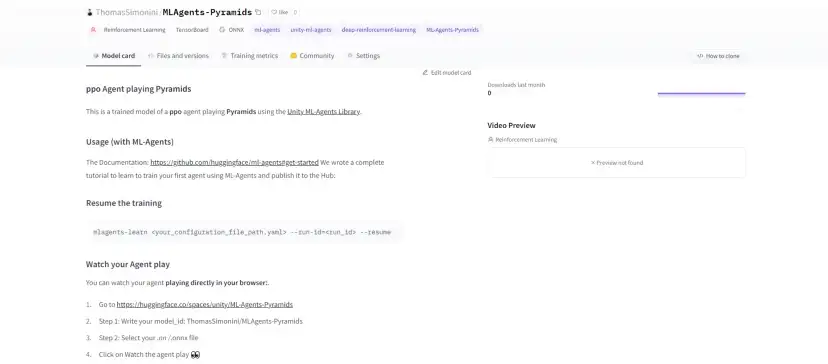 ThomasSimonini/MLAgents-Pyramids
like 0
Reinforcement Learning TensorBoard ONNX ml-agents unity-ml-agents deep-reinforcement-learning ML-Agents-Pyramids
Model card Files and versions Training metrics Community Settings
</> How to clone
Edit model card
ppo Agent playing Pyramids
This is a trained model of a ppo agent playing Pyramids using the Unity ML-Agents Library.
Usage (with ML-Agents)
The Documentation: https://github.com/huggingface/ml-agents#get-started We wrote a complete
tutorial to learn to train your first agent using ML-Agents and publish it to the Hub:
Resume the training
mlagents-learn <your_configuration_file_path.yaml> --run-id=<run_id> --resume
Watch your Agent play
You can watch your agent playing directly in your browser:.
1. Go to https://huggingface.co/spaces/unity/ML-Agents-Pyramids
2. Step 1: Write your model_id: ThomasSimonini/MLAgents-Pyramids
3. Step 2: Select your .nn /.onnx file
4. Click on Watch the agent play 👀
Downloads last month
0
Video Preview
Reinforcement Learning
× Preview not found